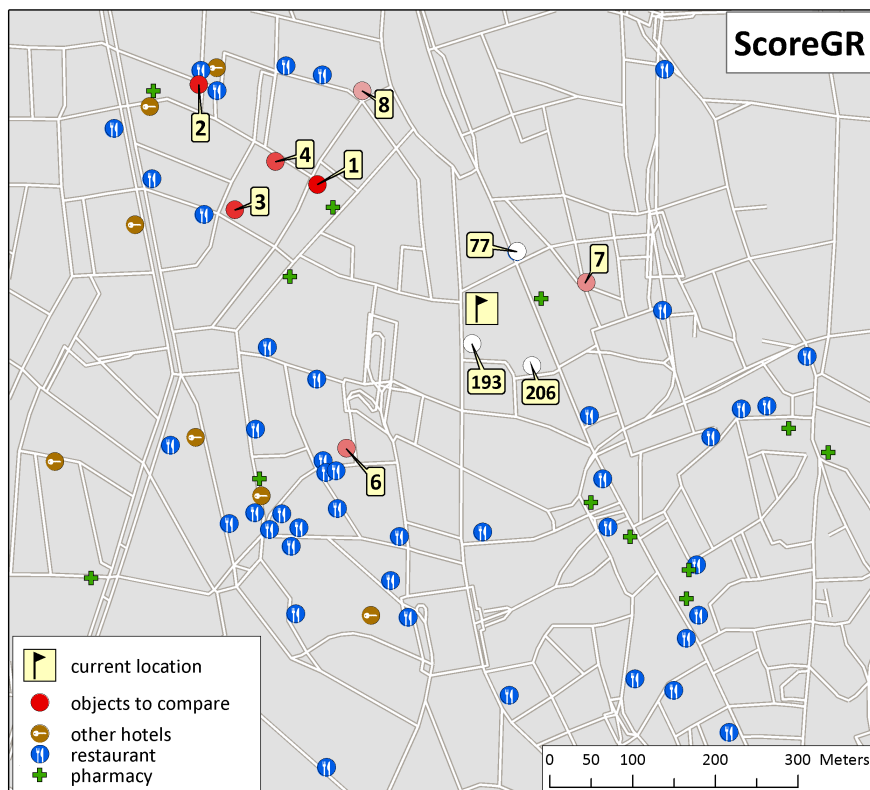 ScoreGR
8
2
4
1
3
77
7
193
206
6
current location
objects to compare
other hotels
restaurant
pharmacy
0 50 100 200 300 Meters